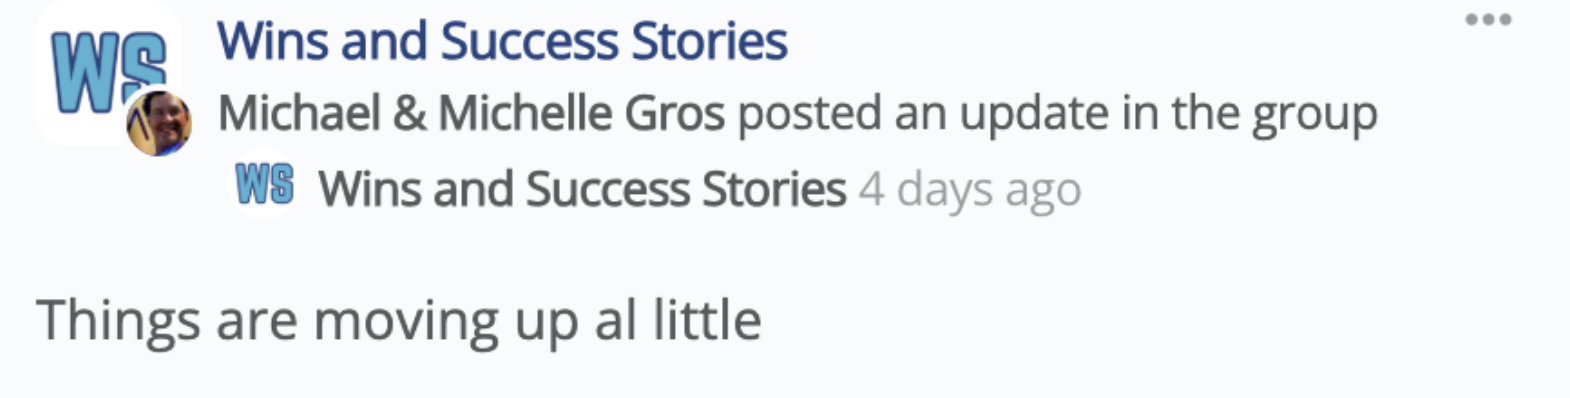 WS
Wins and Success Stories
Michael & Michelle Gros posted an update in the group
WS Wins and Success Stories 4 days ago
Things are moving up al little